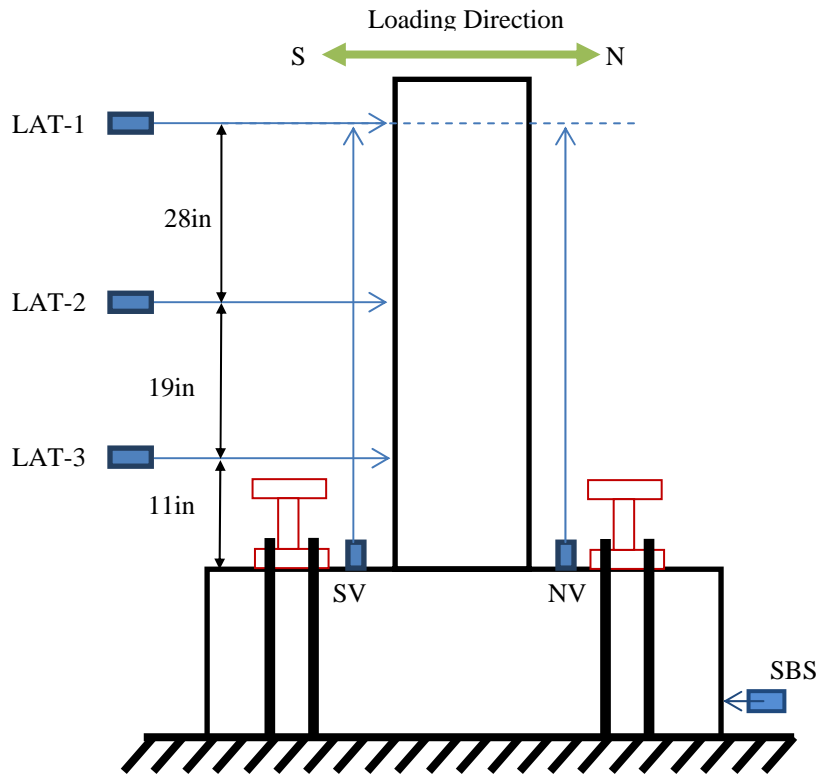 Loading Direction
S
N
LAT-1
28in
LAT-2
19in
LAT-3
11in
SV
NV
SBS